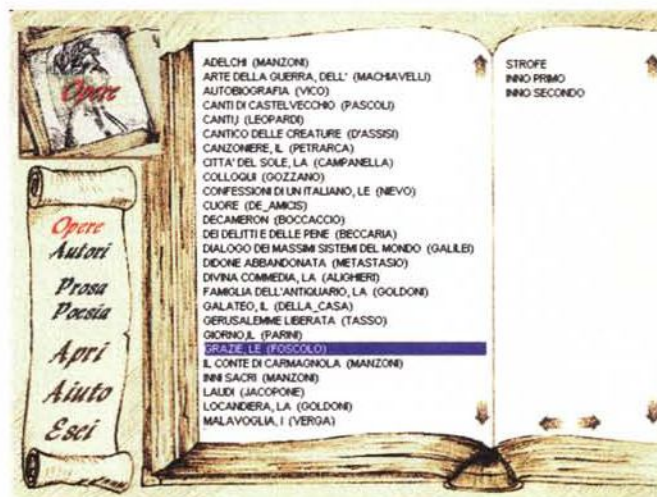 Opere
Opere
Autori
Prosa
Poesia
Apri
Aiuto
Esci
ADELCHI (MANZONI)
ARTE DELLA GUERRA, DELL' (MACHIAVELLI)
AUTOBIOGRAFIA (VICO)
CANTI DI CASTELVECCHIO (PASCOLI)
CANTI,I (LEOPARDI)
CANTICO DELLE CREATURE (D'ASSISI)
CANZONIERE, IL (PETRARCA)
CITTA' DEL SOLE, LA (CAMPANELLA)
COLLOQUI (GOZZANO)
CONFESSIONI DI UN ITALIANO, LE (NIEVO)
CUORE (DE_AMICIS)
DECAMERON (BOCCACCIO)
DEI DELITTI E DELLE PENE (BECCARIA)
DIALOGO DEI MASSIMI SISTEMI DEL MONDO (GALILEI)
DIDONE ABBANDONATA (METASTASIO)
DIVINA COMMEDIA, LA (ALIGHIERI)
FAMIGLIA DELL'ANTIQUARIO, LA (GOLDONI)
GALATEO, IL (DELLA_CASA)
GERUSALEMME LIBERATA (TASSO)
GIORNO,IL (PARINI)
GRAZIE, LE (FOSCOLO)
IL CONTE DI CARMAGNOLA (MANZONI)
INNI SACRI (MANZONI)
LAUDI (JACOPONE)
LOCANDIERA, LA (GOLDONI)
MALAVOGLIA, I (VERGA)
STROFE
INNO PRIMO
INNO SECONDO